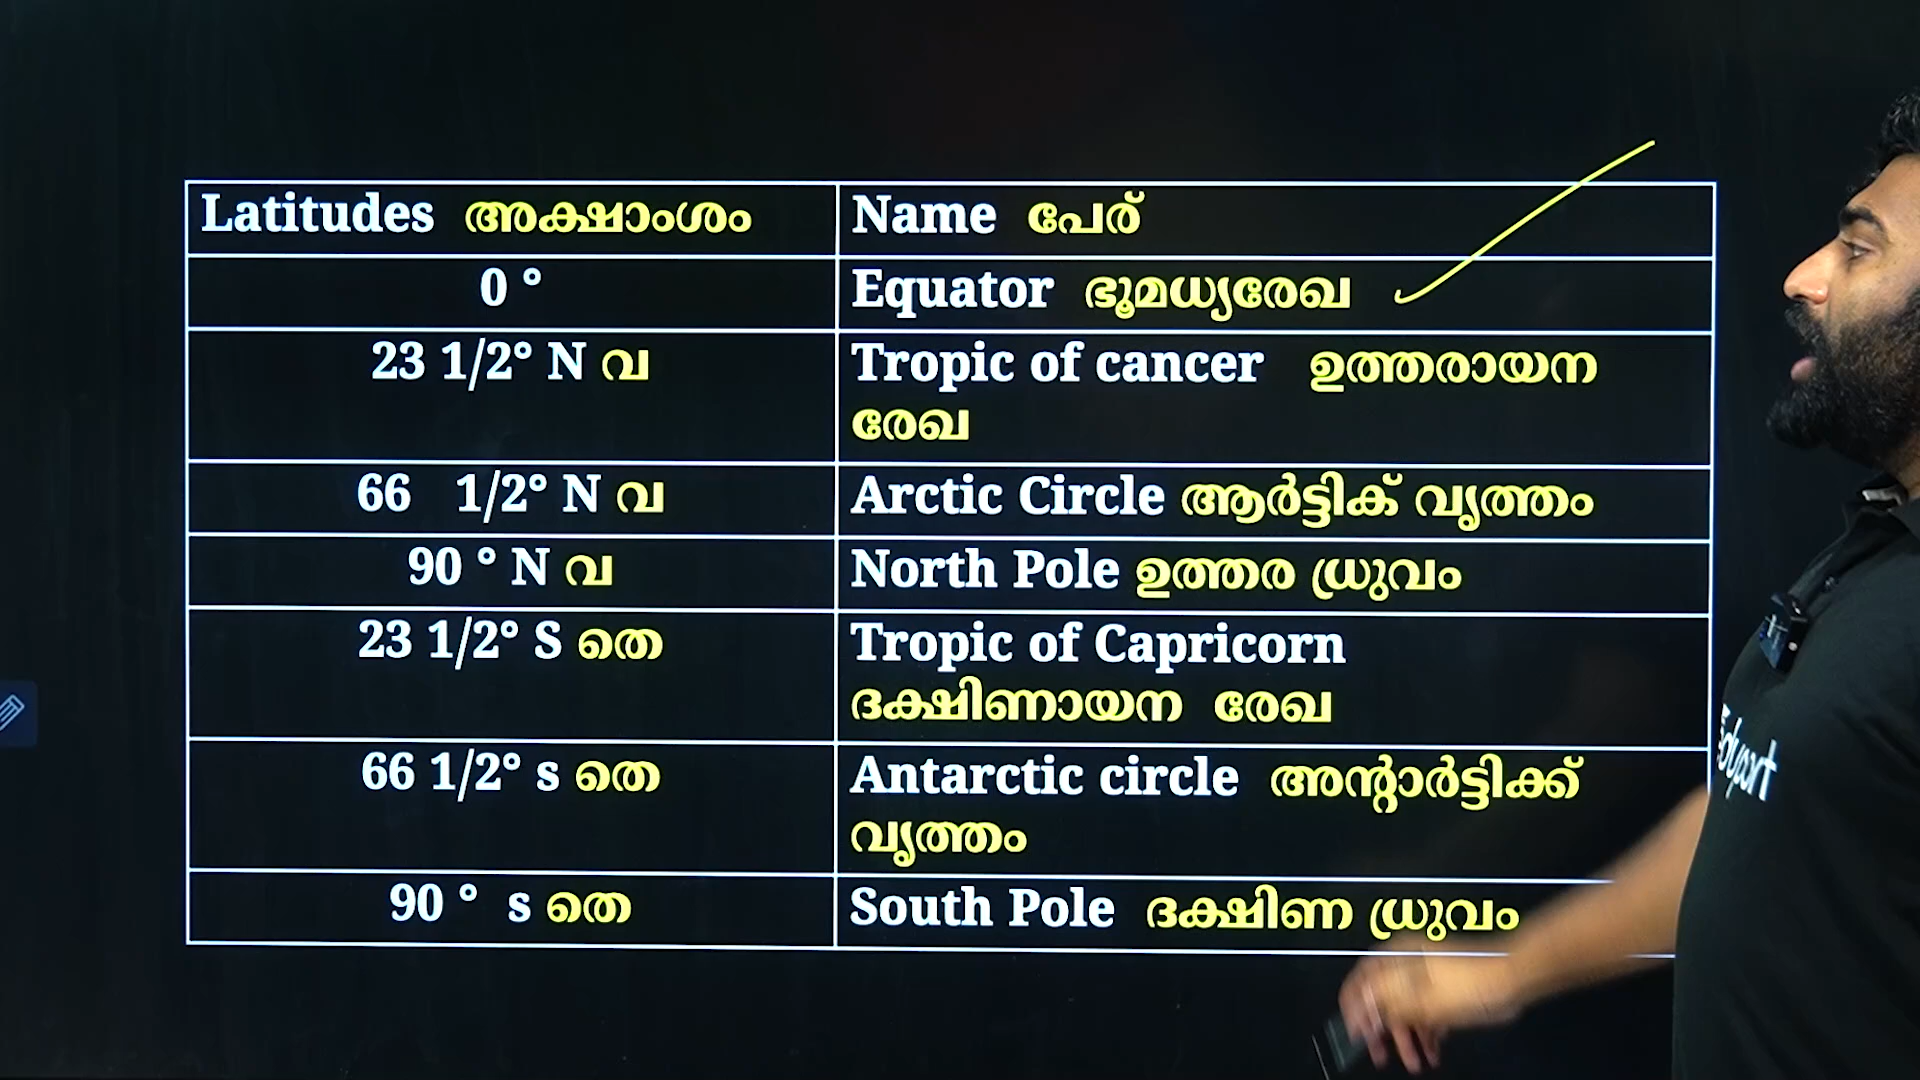 Latitudes അക്ഷാംശം
Name പേര്
0 °
Equator ഭൂമധ്യരേഖ
23 1/2° N വ
Tropic of cancer ഉത്തരായന
രേഖ
66 1/2° N വ
Arctic Circle ആർട്ടിക് വൃത്തം
90 ° N വ
North Pole ഉത്തര ധ്രുവം
23 1/2° S തെ
Tropic of Capricorn
ദക്ഷിണായന രേഖ
66 1/2° s തെ
Antarctic circle അന്റാർട്ടിക്ക്
വൃത്തം
90 ° s തെ
South Pole ദക്ഷിണ ധ്രുവം
Eduport